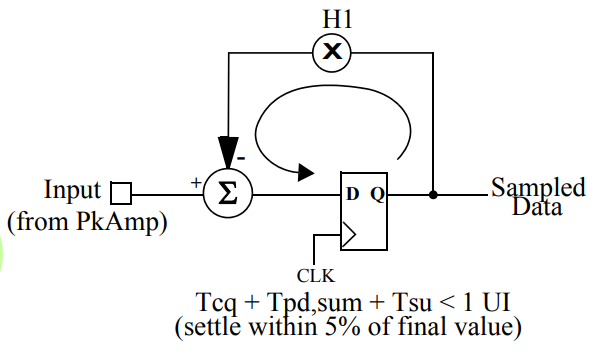 H1
X
-
+
Σ
Input
(from PkAmp)
D Q
Sampled
Data
CLK
Tcq + Tpd,sum + Tsu < 1 UI
(settle within 5% of final value)